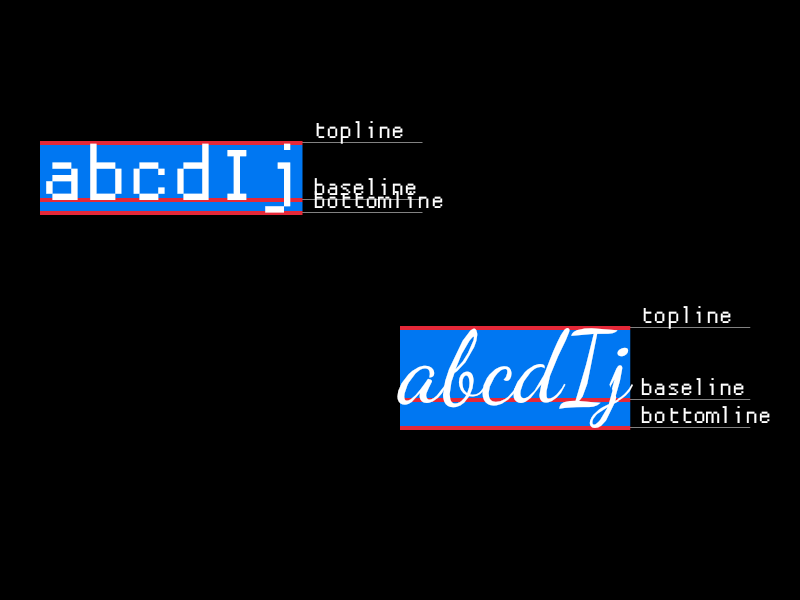 topline
abcdIj
baseline
bottomline
topline
abcdIj
baseline
bottomline